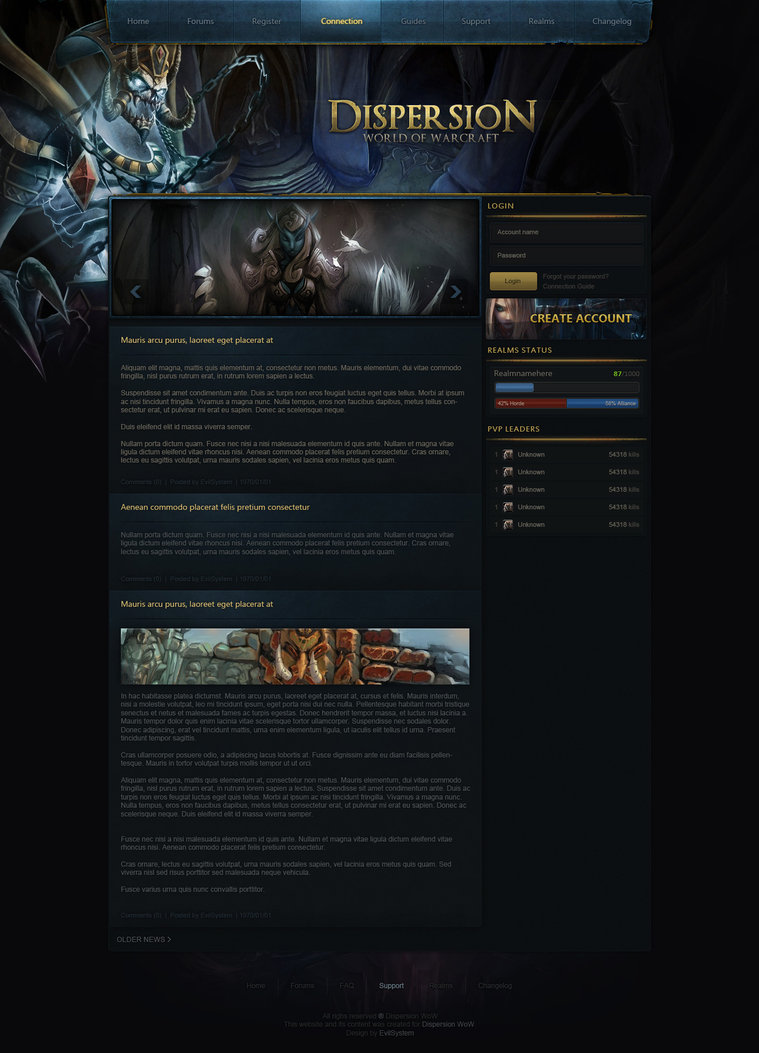 Home Forums Register Connection Guides Support Realms Changelog
DISPERSION
WORLD OF WARCRAFT
LOGIN
Account name
Password
Login
Forgot your password?
Connection Guide
CREATE ACCOUNT
REALMS STATUS
Realmnamehere 87/1000
42% Horde 58% Alliance
PVP LEADERS
1 Unknown 54318 kills
1 Unknown 54318 kills
1 Unknown 54318 kills
1 Unknown 54318 kills
1 Unknown 54318 kills
Mauris arcu purus, laoreet eget placerat at
Aliquam elit magna, mattis quis elementum at, consectetur non metus. Mauris elementum, dui vitae commodo
fringilla, nisl purus rutrum erat, in rutrum lorem sapien a lectus.
Suspendisse sit amet condimentum ante. Duis ac turpis non eros feugiat luctus eget quis tellus. Morbi at ipsum
ac nisi tincidunt fringilla. Vivamus a magna nunc. Nulla tempus, eros non faucibus dapibus, metus tellus con-
sectetur erat, ut pulvinar mi erat eu sapien. Donec ac scelerisque neque.
Duis eleifend elit id massa viverra semper.
Nullam porta dictum quam. Fusce nec nisi a nisi malesuada elementum id quis ante. Nullam et magna vitae
ligula dictum eleifend vitae rhoncus nisi. Aenean commodo placerat felis pretium consectetur. Cras ornare,
lectus eu sagittis volutpat, urna mauris sodales sapien, vel lacinia eros metus quis quam.
Comments (0) | Posted by EvilSystem | 1970/01/01
Aenean commodo placerat felis pretium consectetur
Nullam porta dictum quam. Fusce nec nisi a nisi malesuada elementum id quis ante. Nullam et magna vitae
ligula dictum eleifend vitae rhoncus nisi. Aenean commodo placerat felis pretium consectetur. Cras ornare,
lectus eu sagittis volutpat, urna mauris sodales sapien, vel lacinia eros metus quis quam.
Comments (0) | Posted by EvilSystem | 1970/01/01
Mauris arcu purus, laoreet eget placerat at
In hac habitasse platea dictumst. Mauris arcu purus, laoreet eget placerat at, cursus et felis. Mauris interdum,
nisi a molestie volutpat, leo mi tincidunt ipsum, eget porta nisi dui nec nulla. Pellentesque habitant morbi tristique
senectus et netus et malesuada fames ac turpis egestas. Donec hendrerit tempor massa, et luctus nisi lacinia a.
Mauris tempor dolor quis enim lacinia vitae scelerisque tortor ullamcorper. Suspendisse nec sodales dolor.
Donec adipiscing, erat vel tincidunt mattis, urna enim elementum ligula, ut iaculis elit tellus id urna. Praesent
tincidunt tempor sagittis.
Cras ullamcorper posuere odio, a adipiscing lacus lobortis at. Fusce dignissim ante eu diam facilisis pellen-
tesque. Mauris in tortor volutpat turpis mollis tempor ut ut orci.
Aliquam elit magna, mattis quis elementum at, consectetur non metus. Mauris elementum, dui vitae commodo
fringilla, nisl purus rutrum erat, in rutrum lorem sapien a lectus. Suspendisse sit amet condimentum ante. Duis ac
turpis non eros feugiat luctus eget quis tellus. Morbi at ipsum ac nisi tincidunt fringilla. Vivamus a magna nunc.
Nulla tempus, eros non faucibus dapibus, metus tellus consectetur erat, ut pulvinar mi erat eu sapien. Donec ac
scelerisque neque. Duis eleifend elit id massa viverra semper.
Fusce nec nisi a nisi malesuada elementum id quis ante. Nullam et magna vitae ligula dictum eleifend vitae
rhoncus nisi. Aenean commodo placerat felis pretium consectetur.
Cras ornare, lectus eu sagittis volutpat, urna mauris sodales sapien, vel lacinia eros metus quis quam. Sed
viverra nisl sed risus porttitor sed malesuada neque vehicula.
Fusce varius urna quis nunc convallis porttitor.
Comments (0) | Posted by EvilSystem | 1970/01/01
OLDER NEWS >
Home Forums FAQ Support Realms Changelog
All rights reserved ® Dispersion WoW
This website and its content was created for Dispersion WoW
Design by EvilSystem